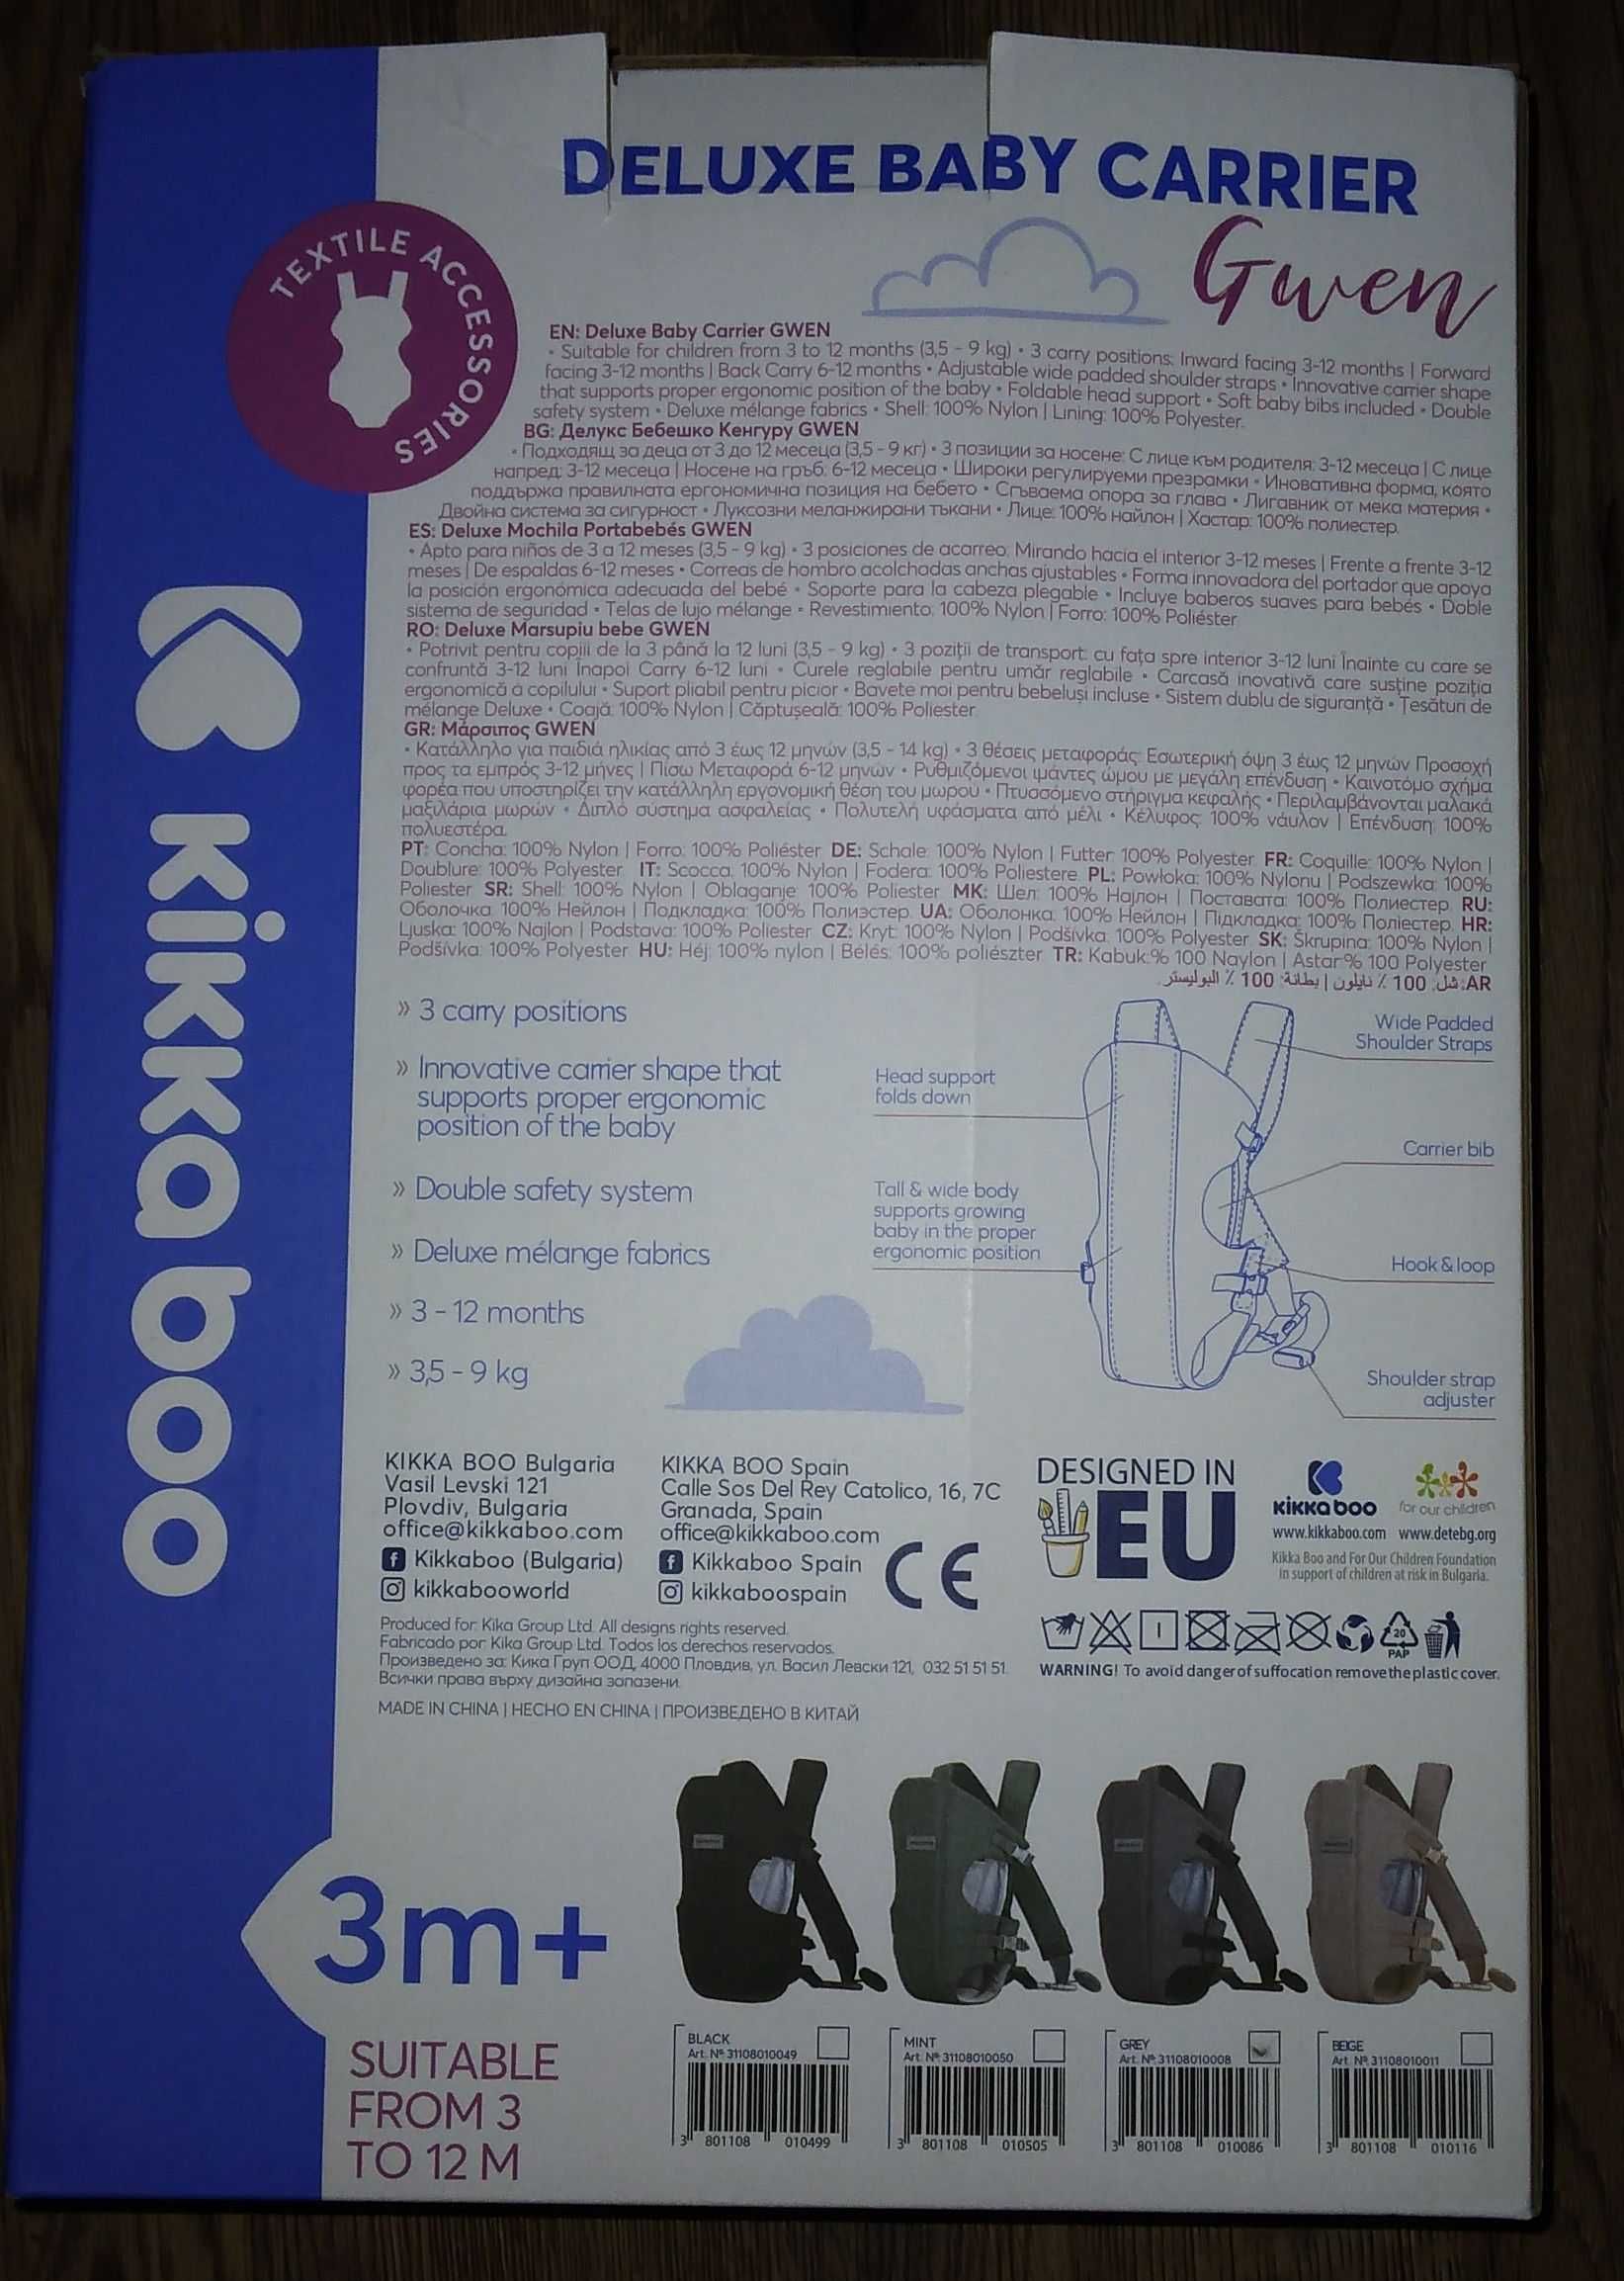 DELUXE BABY CARRIER
Gwen
TEXTILE ACCESSORIES
EN: Deluxe Baby Carrier GWEN
• Suitable for children from 3 to 12 months (3,5 - 9 kg) • 3 carry positions: Inward facing 3-12 months | Forward
facing 3-12 months | Back Carry 6-12 months • Adjustable wide padded shoulder straps • Innovative carrier shape
that supports proper ergonomic position of the baby • Foldable head support • Soft baby bibs included • Double
safety system • Deluxe mélange fabrics • Shell: 100% Nylon | Lining: 100% Polyester.
BG: Делукс Бебешко Кенгуру GWEN
• Подходящ за деца от 3 до 12 месеца (3,5 - 9 кг) • 3 позиции за носене: С лице към родителя: 3-12 месеца | С лице
напред: 3-12 месеца | Носене на гръб: 6-12 месеца • Широки регулируеми презрамки • Иновативна форма, която
поддържа правилната ергономична позиция на бебето • Сгъваема опора за глава • Лигавник от мека материя •
Двойна система за сигурност • Луксозни меланжирани тъкани • Лице: 100% найлон | Хастар: 100% полиестер.
ES: Deluxe Mochila Portabebés GWEN
• Apto para niños de 3 a 12 meses (3,5 - 9 kg) • 3 posiciones de acarreo: Mirando hacia el interior 3-12 meses | Frente a frente 3-12
meses | De espaldas 6-12 meses • Correas de hombro acolchadas anchas ajustables • Forma innovadora del portador que apoya
la posición ergonómica adecuada del bebé • Soporte para la cabeza plegable • Incluye baberos suaves para bebés • Doble
sistema de seguridad • Telas de lujo mélange • Revestimiento: 100% Nylon | Forro: 100% Poliéster
RO: Deluxe Marsupiu bebe GWEN
• Potrivit pentru copiii de la 3 până la 12 luni (3,5 - 9 kg) • 3 poziții de transport: cu fața spre interior 3-12 luni Înainte cu care se
confruntă 3-12 luni Înapoi Carry 6-12 luni • Curele reglabile pentru umăr reglabile • Carcasă inovativă care susține poziția
ergonomică a copilului • Suport pliabil pentru picior • Bavete moi pentru bebeluși incluse • Sistem dublu de siguranță • Țesături de
mélange Deluxe • Coajă: 100% Nylon | Căptușeală: 100% Poliester
GR: Μάρσιπος GWEN
• Κατάλληλο για παιδιά ηλικίας από 3 έως 12 μηνών (3,5 - 14 kg) • 3 θέσεις μεταφοράς: Εσωτερική όψη 3 έως 12 μηνών Προσοχή
προς τα εμπρός 3-12 μήνες | Πίσω Μεταφορά 6-12 μηνών • Ρυθμιζόμενοι ιμάντες ώμου με μεγάλη επένδυση • Καινοτόμο σχήμα
φορέα που υποστηρίζει την κατάλληλη εργονομική θέση του μωρού • Πτυσσόμενο στήριγμα κεφαλής • Περιλαμβάνονται μαλακά
μαξιλάρια μωρών • Διπλό σύστημα ασφαλείας • Πολυτελή υφάσματα από μέλι • Κέλυφος: 100% νάυλον | Επένδυση: 100%
πολυεστέρα.
PT: Concha: 100% Nylon | Forro: 100% Poliéster DE: Schale: 100% Nylon | Futter: 100% Polyester FR: Coquille: 100% Nylon |
Doublure: 100% Polyester IT: Scocca: 100% Nylon | Fodera: 100% Poliestere PL: Powłoka: 100% Nylonu | Podszewka: 100%
Poliester SR: Shell: 100% Nylon | Oblaganje: 100% Poliester MK: Шел: 100% Најлон | Поставата: 100% Полиестер RU:
Оболочка: 100% Нейлон | Подкладка: 100% Полиэстер UA: Оболонка: 100% Нейлон | Підкладка: 100% Поліестер HR:
Ljuska: 100% Najlon | Podstava: 100% Poliester CZ: Kryt: 100% Nylon | Podšívka: 100% Polyester SK: Škrupina: 100% Nylon |
Podšívka: 100% Polyester HU: Héj: 100% nylon | Bélés: 100% poliészter TR: Kabuk:% 100 Naylon | Astar:% 100 Polyester
AR: شل: 100 ٪ نايلون | بطانة: 100 ٪ البوليستر
» 3 carry positions
» Innovative carrier shape that
supports proper ergonomic
position of the baby
» Double safety system
» Deluxe mélange fabrics
» 3 - 12 months
» 3,5 - 9 kg
Head support
folds down
Tall & wide body
supports growing
baby in the proper
ergonomic position
Wide Padded
Shoulder Straps
Carrier bib
Hook & loop
Shoulder strap
adjuster
kikka boo
KIKKA BOO Bulgaria
Vasil Levski 121
Plovdiv, Bulgaria
office@kikkaboo.com
Kikkaboo (Bulgaria)
kikkabooworld
KIKKA BOO Spain
Calle Sos Del Rey Catolico, 16, 7C
Granada, Spain
office@kikkaboo.com
Kikkaboo Spain
kikkaboospain
CE
DESIGNED IN
EU
kikka boo
for our children
www.kikkaboo.com www.detebg.org
Kikka Boo and For Our Children Foundation
in support of children at risk in Bulgaria.
20
PAP
WARNING! To avoid danger of suffocation remove the plastic cover.
Produced for: Kika Group Ltd. All designs rights reserved.
Fabricado por: Kika Group Ltd. Todos los derechos reservados.
Произведено за: Кика Груп ООД, 4000 Пловдив, ул. Васил Левски 121, 032 51 51 51.
Всички права върху дизайна запазени.
MADE IN CHINA | HECHO EN CHINA | ПРОИЗВЕДЕНО В КИТАЙ
3m+
SUITABLE
FROM 3
TO 12 M
BLACK
Art. Nº: 31108010049
3 801108 010499
MINT
Art. Nº: 31108010050
3 801108 010505
GREY
Art. Nº: 31108010008
3 801108 010086
BEIGE
Art. Nº: 31108010011
3 801108 010116